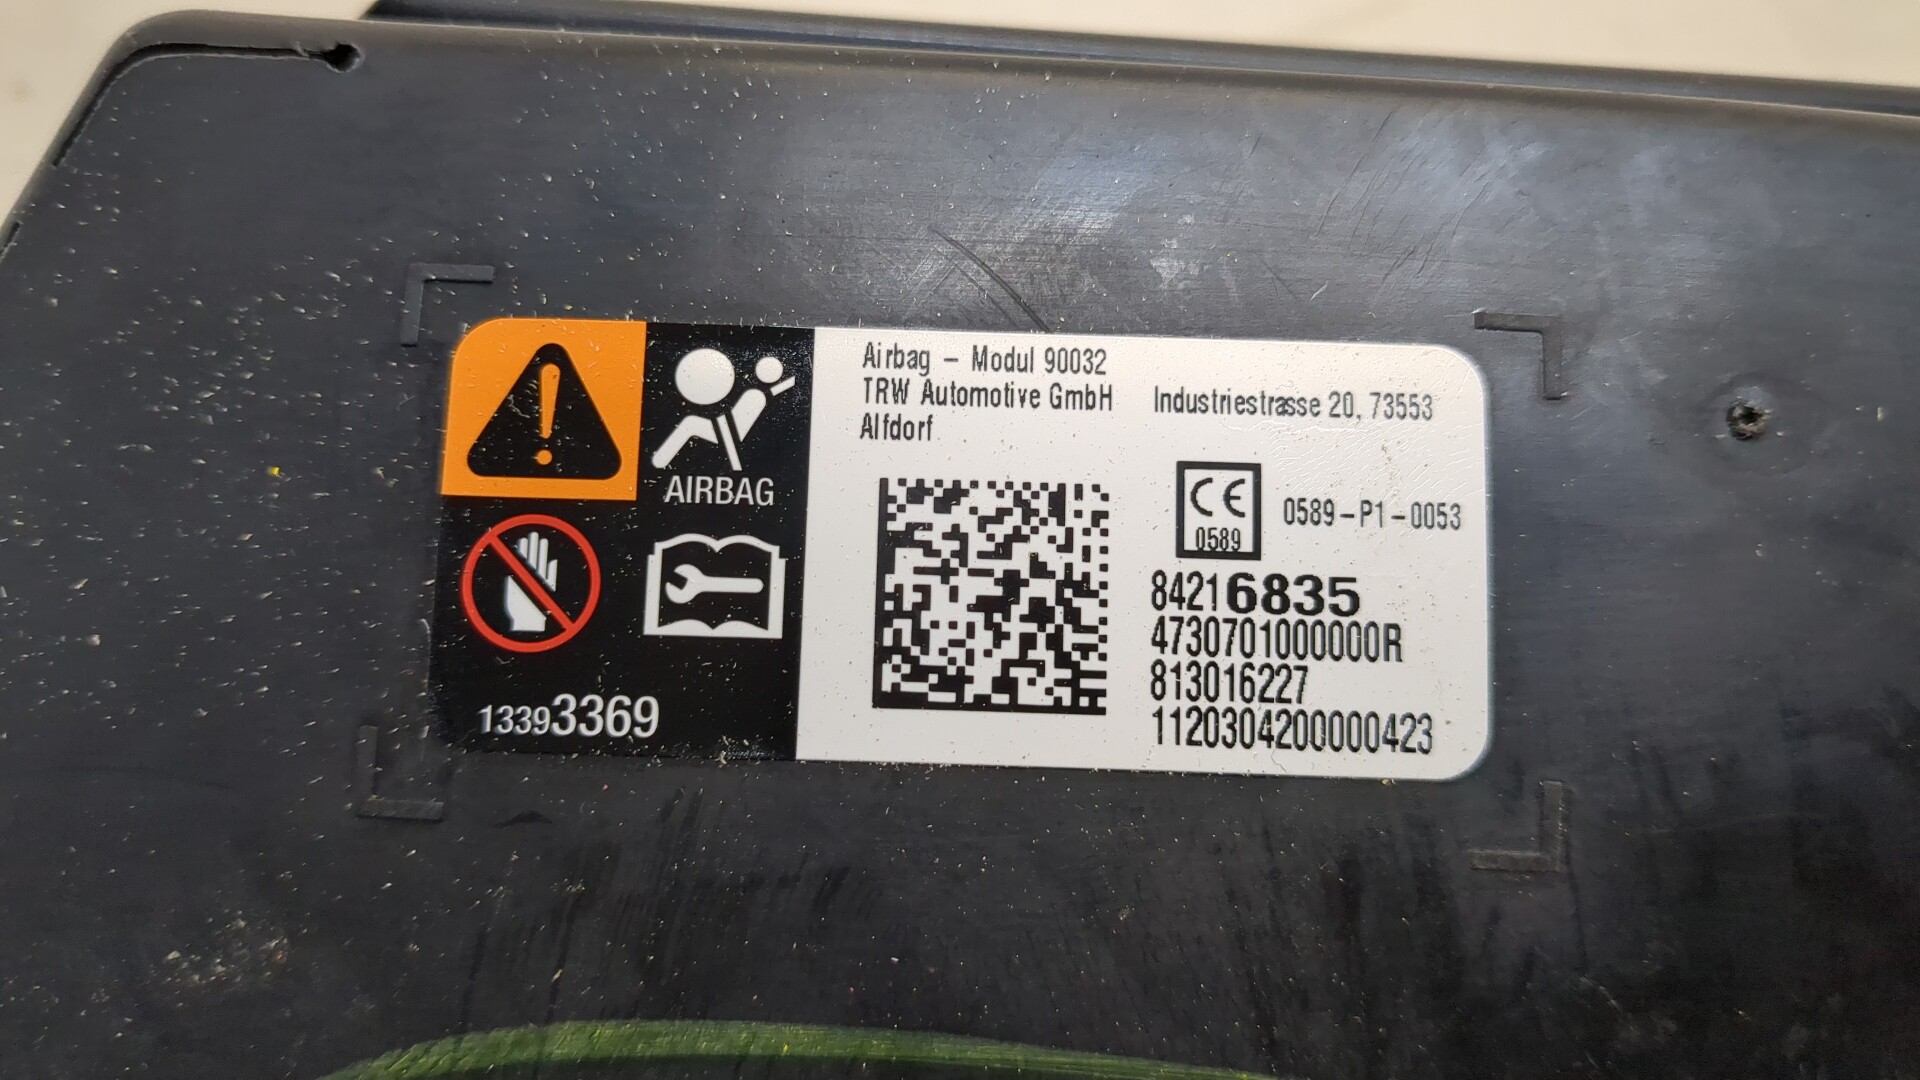 Airbag - Modul 90032
TRW Automotive GmbH Industriestrasse 20, 73553
Alfdorf
AIRBAG
CE
0589
0589-P1-0053
84216835
4730701000000R
813016227
1120304200000423
13393369